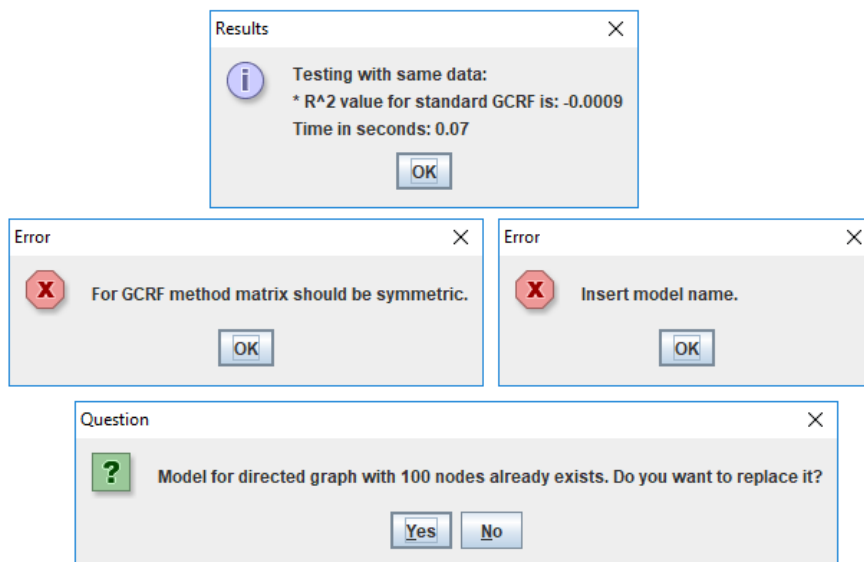 Results
Testing with same data:
* R^2 value for standard GCRF is: -0.0009
Time in seconds: 0.07
OK
Error
For GCRF method matrix should be symmetric.
OK
Error
Insert model name.
OK
Question
Model for directed graph with 100 nodes already exists. Do you want to replace it?
Yes No